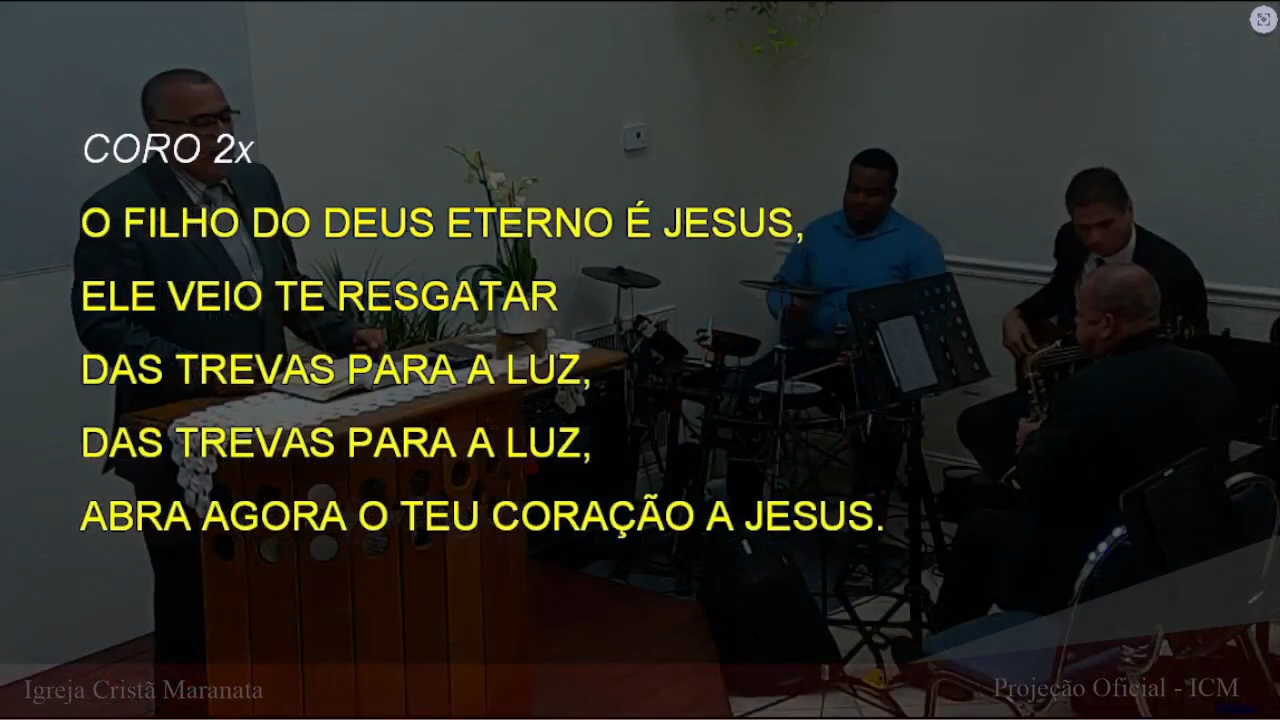 CORO 2x
O FILHO DO DEUS ETERNO É JESUS,
ELE VEIO TE RESGATAR
DAS TREVAS PARA A LUZ,
DAS TREVAS PARA A LUZ,
ABRA AGORA O TEU CORAÇÃO A JESUS.
Igreja Cristã Maranata
Projeção Oficial - ICM